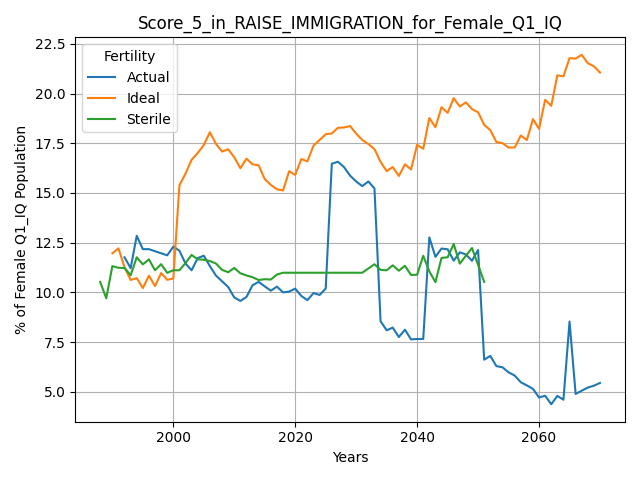 Score_5_in_RAISE_IMMIGRATION_for_Female_Q1_IQ
Fertility
Actual
Ideal
Sterile
% of Female Q1_IQ Population
22.5
20.0
17.5
15.0
12.5
10.0
7.5
5.0
2000
2020
2040
2060
Years